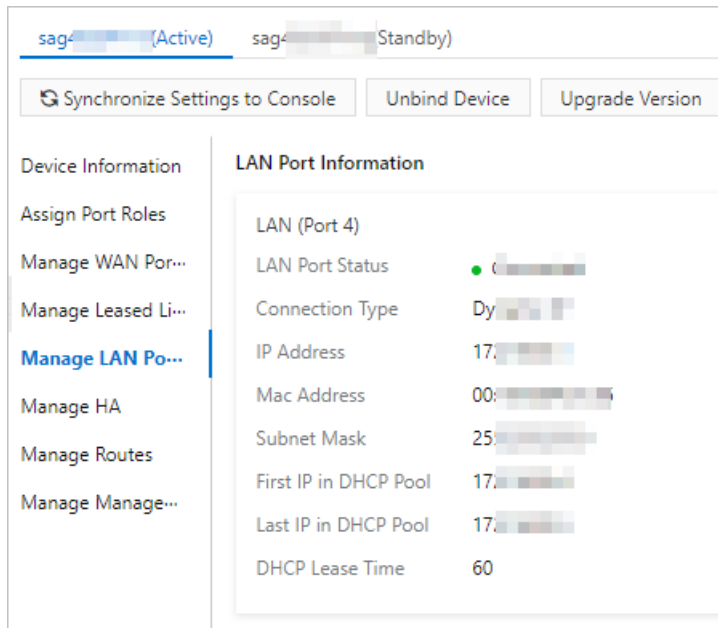 sag4 (Active) sag4 Standby)
Synchronize Settings to Console Unbind Device Upgrade Version
Device Information
Assign Port Roles
Manage WAN Por...
Manage Leased Li...
Manage LAN Po...
Manage HA
Manage Routes
Manage Manage...
LAN Port Information
LAN (Port 4)
LAN Port Status
Connection Type Dy
IP Address 17
Mac Address 00:
Subnet Mask 25
First IP in DHCP Pool 17
Last IP in DHCP Pool 17
DHCP Lease Time 60